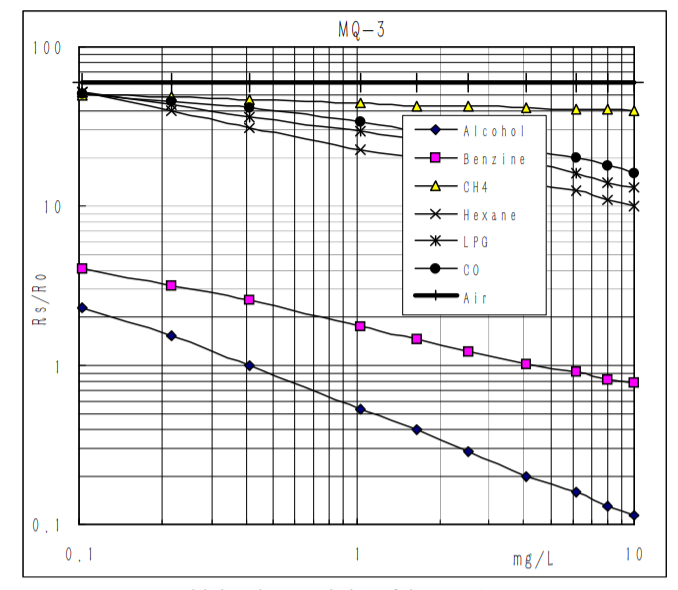 MQ-3
100
10
1
0.1
Rs/Ro
Alcohol
Benzine
CH4
Hexane
LPG
CO
Air
0.1
1
10
mg/L